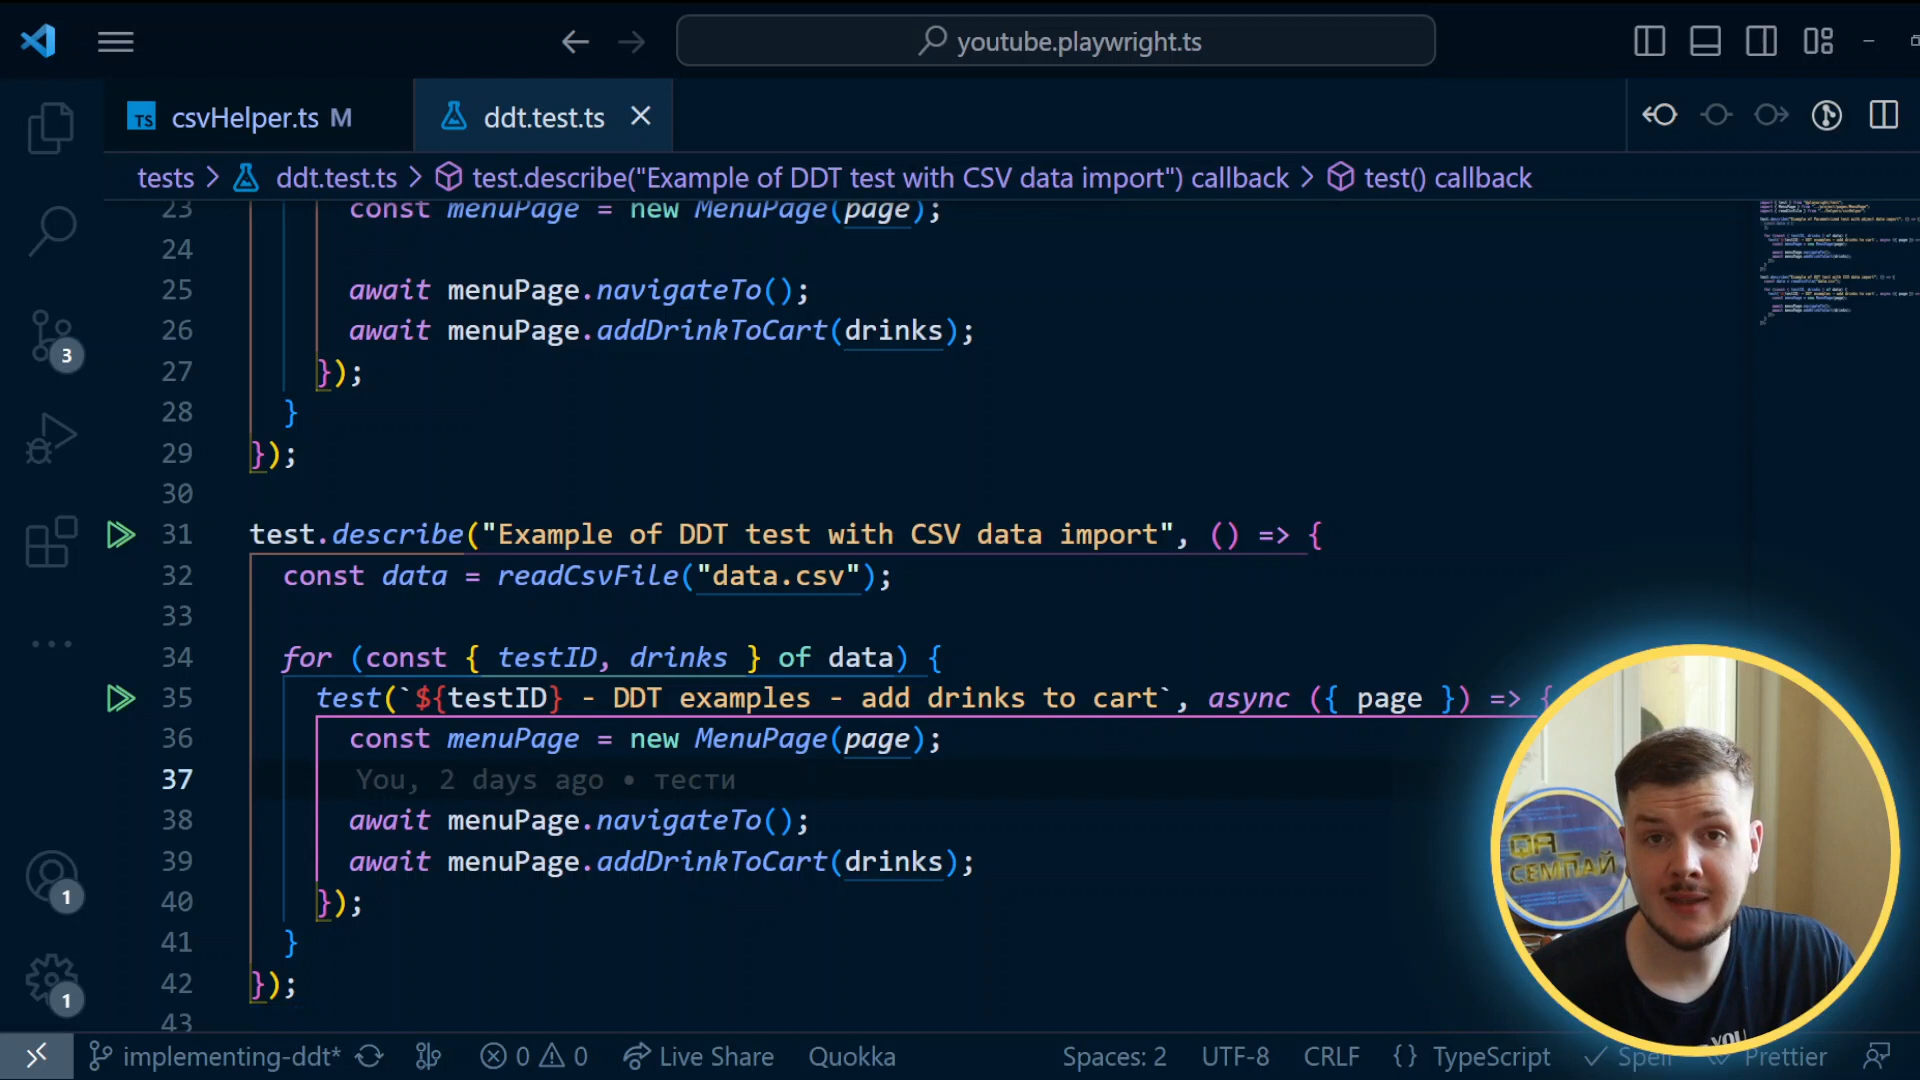 youtube.playwright.ts
TS csvHelper.ts M
ddt.test.ts
tests > ddt.test.ts > test.describe("Example of DDT test with CSV data import") callback > test() callback
23 const menuPage = new MenuPage(page);
24
25 await menuPage.navigateTo();
26 await menuPage.addDrinkToCart(drinks);
27 });
28 }
29 });
30
31 test.describe("Example of DDT test with CSV data import", () => {
32 const data = readCsvFile("data.csv");
33
34 for (const { testID, drinks } of data) {
35 test(`${testID} - DDT examples - add drinks to cart`, async ({ page }) => {
36 const menuPage = new MenuPage(page);
37 You, 2 days ago • тести
38 await menuPage.navigateTo();
39 await menuPage.addDrinkToCart(drinks);
40 });
41 }
42 });
43
3
1
1
QA
СЕМПАЙ
YOU
implementing-ddt* 0 0 Live Share Quokka Spaces: 2 UTF-8 CRLF {} TypeScript Spell Prettier